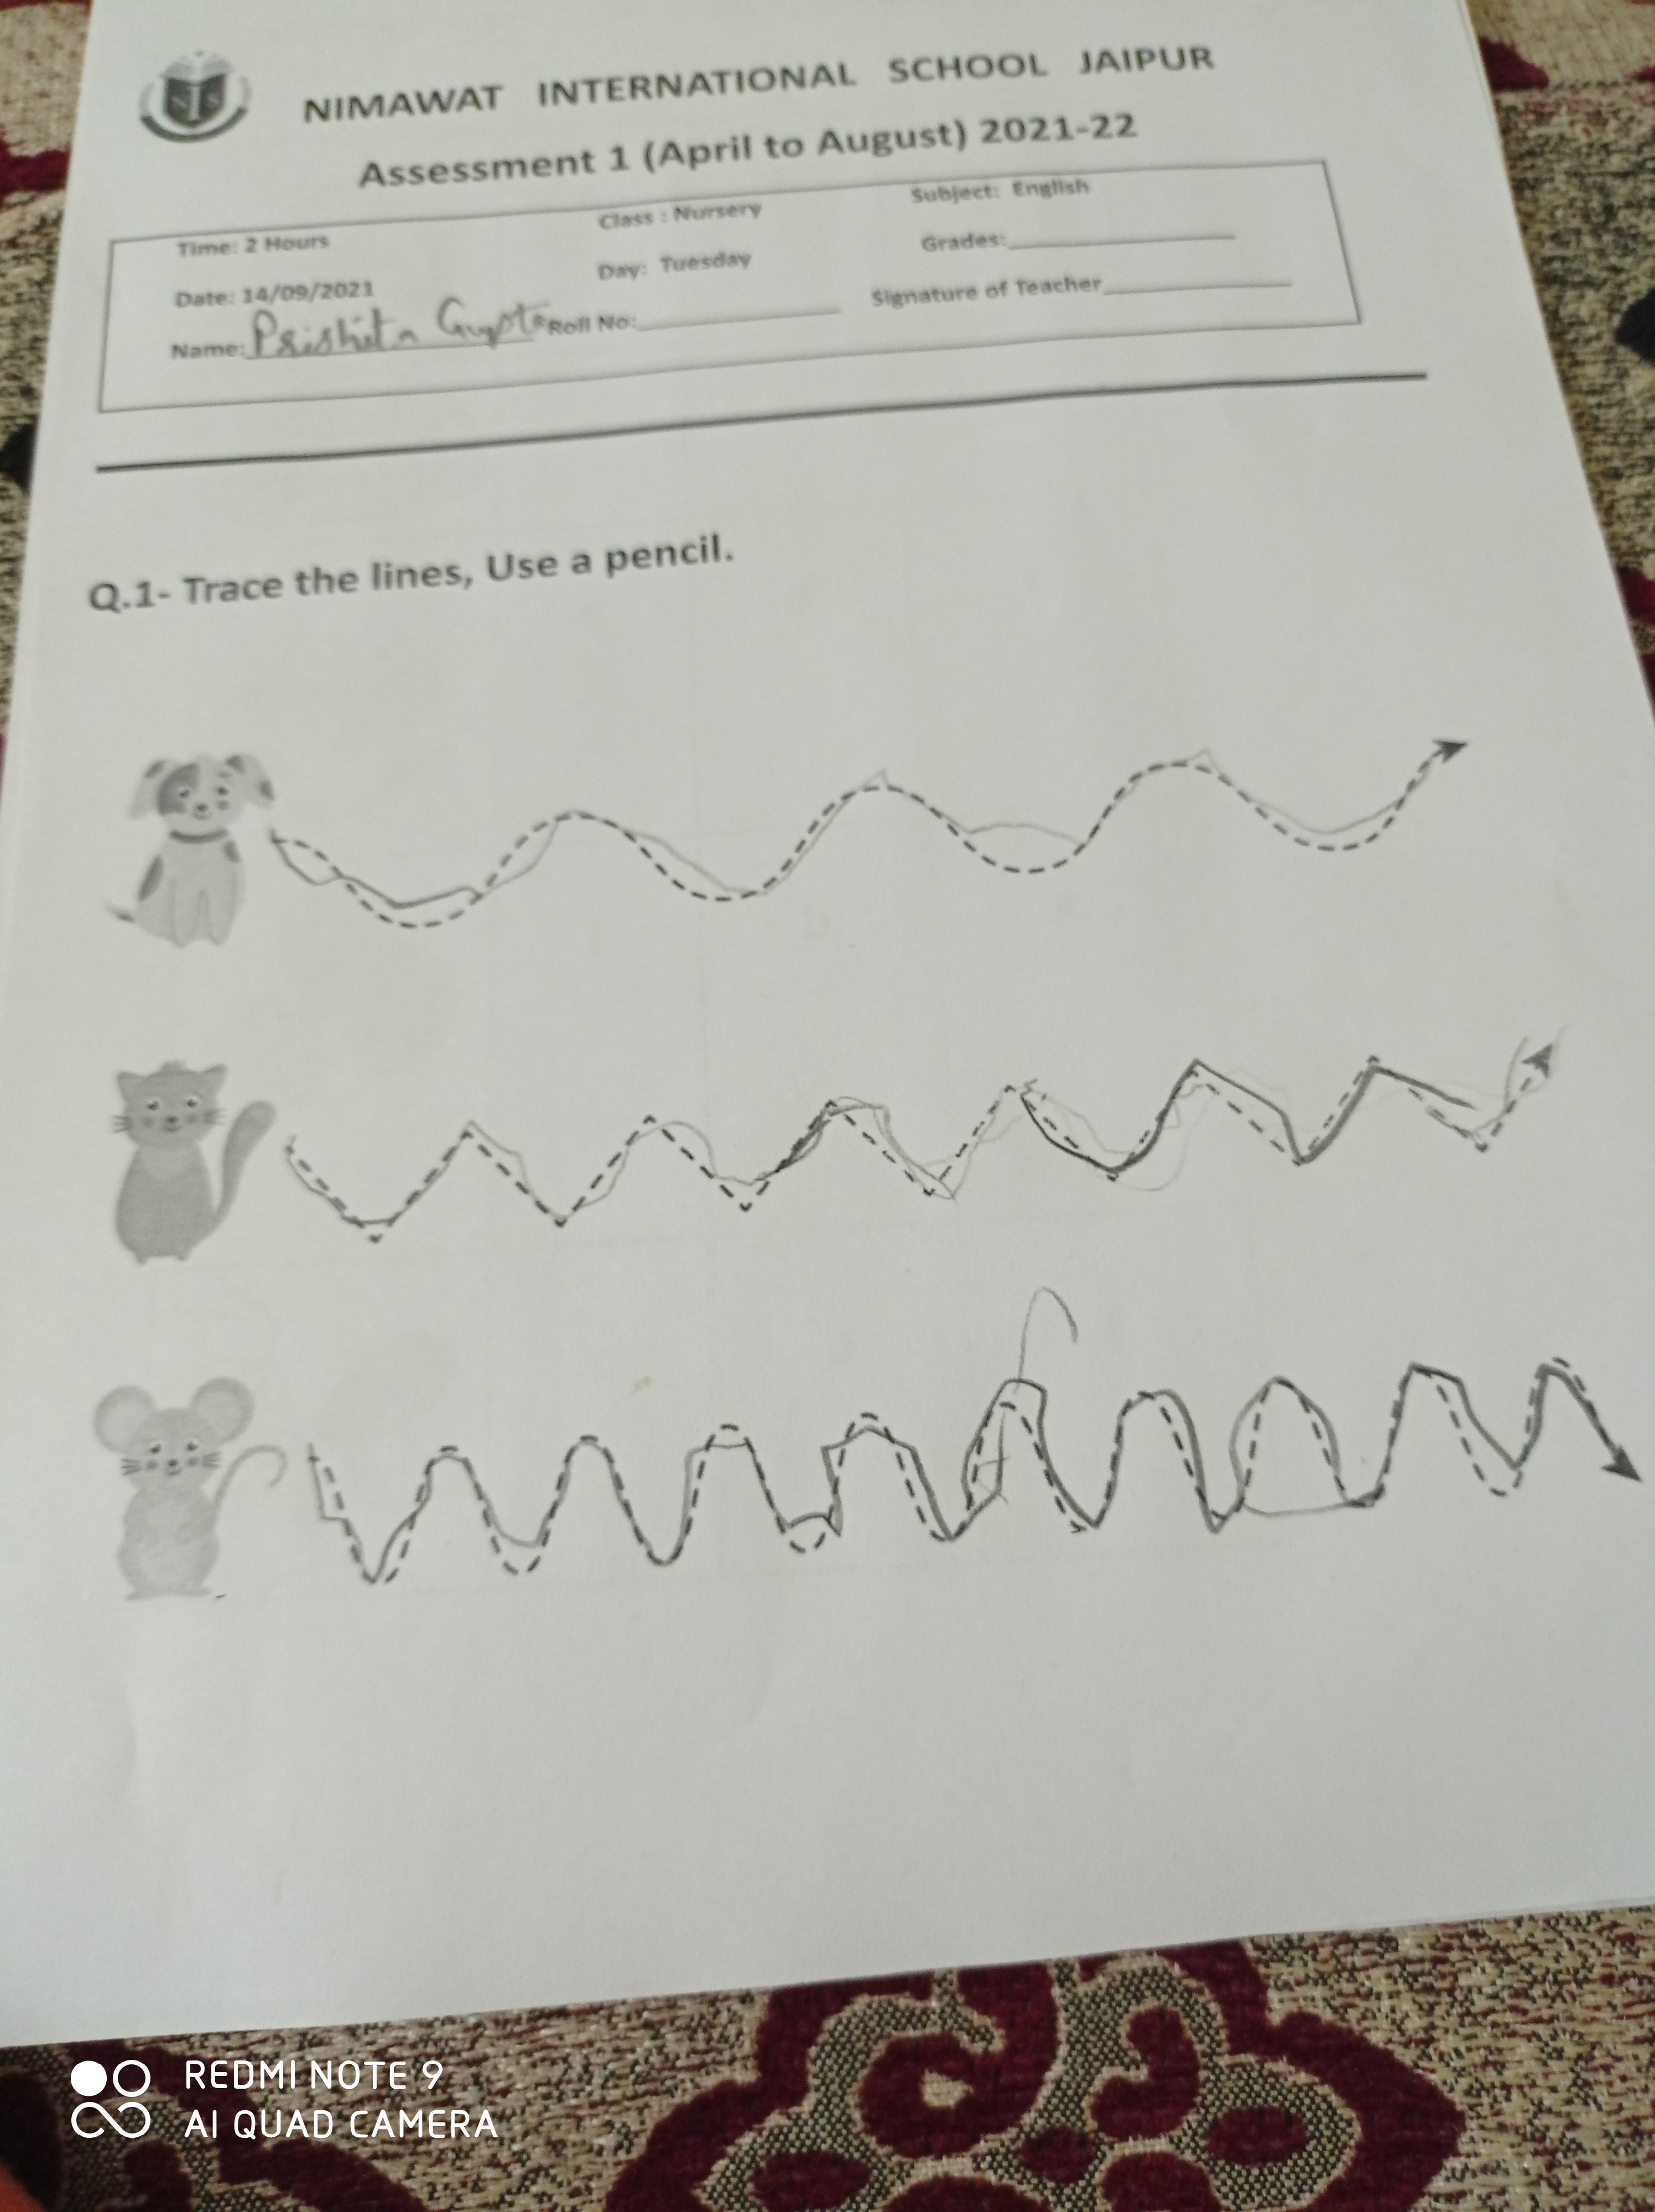 NIS
NIMAWAT INTERNATIONAL SCHOOL JAIPUR
Assessment 1 (April to August) 2021-22
Time: 2 Hours Class : Nursery Subject: English
Date: 14/09/2021 Day: Tuesday Grades:
Name: Prishita Gupta Roll No: Signature of Teacher
Q.1- Trace the lines, Use a pencil.
REDMI NOTE 9
AI QUAD CAMERA